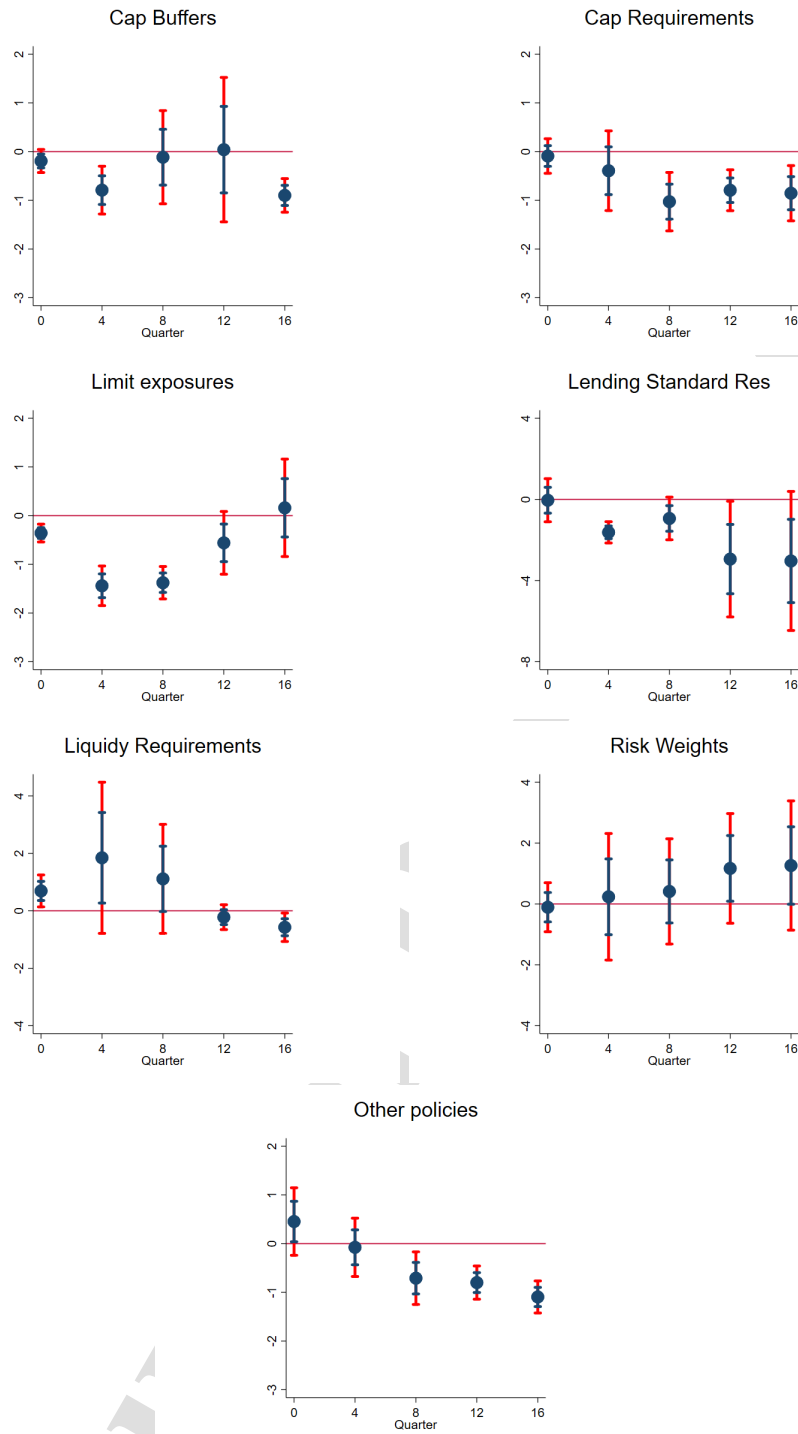 Cap Buffers
Cap Requirements
2
1
0
-1
-2
-3
0 4 8 12 16
Quarter
2
1
0
-1
-2
-3
0 4 8 12 16
Quarter
Limit exposures
Lending Standard Res
2
1
0
-1
-2
-3
0 4 8 12 16
Quarter
4
0
-4
-8
0 4 8 12 16
Quarter
Liquidy Requirements
Risk Weights
4
2
0
-2
-4
0 4 8 12 16
Quarter
4
2
0
-2
-4
0 4 8 12 16
Quarter
Other policies
2
1
0
-1
-2
-3
0 4 8 12 16
Quarter